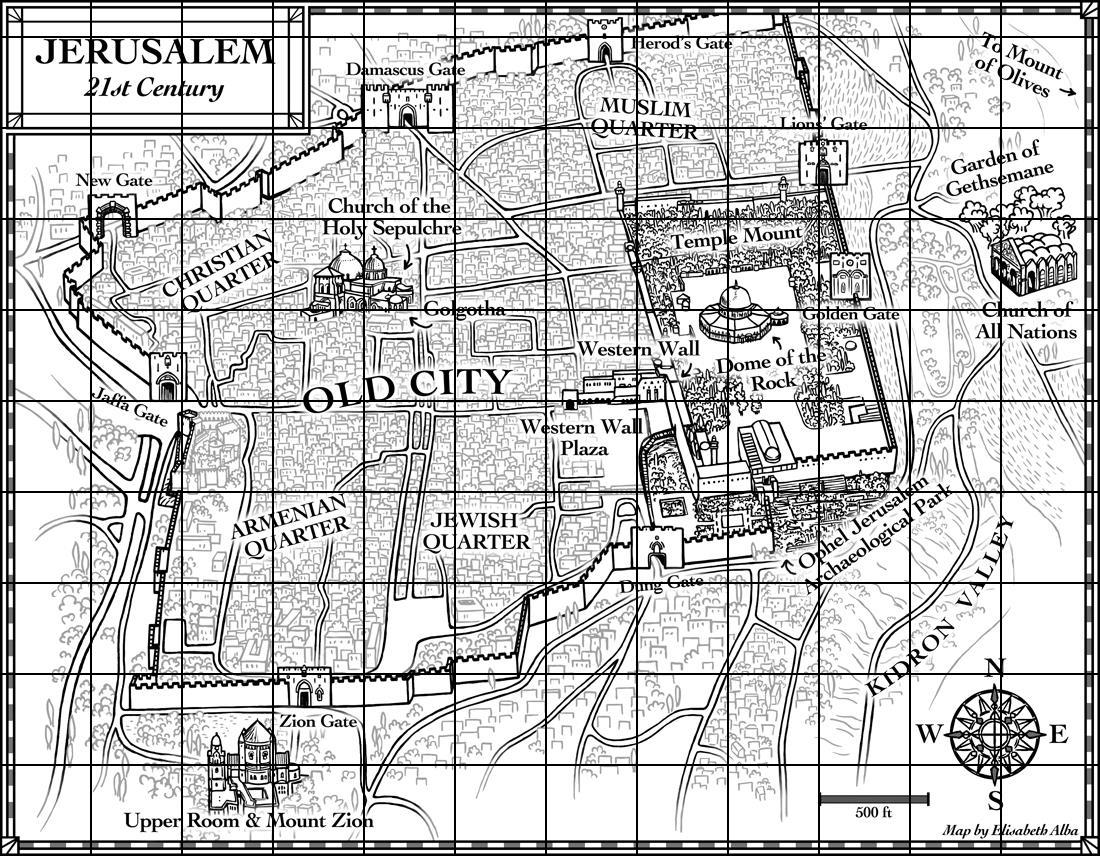 JERUSALEM
21st Century
Herod's Gate
Damascus Gate
To Mount
of Olives
MUSLIM
QUARTER
Lions' Gate
Garden of
Gethsemane
New Gate
Church of the
Holy Sepulchre
Temple Mount
CHRISTIAN
QUARTER
Golgotha
Golden Gate
Church of
All Nations
Western Wall
Dome of the
Rock
OLD CITY
Jaffa Gate
Western Wall
Plaza
ARMENIAN
QUARTER
JEWISH
QUARTER
Ophel Jerusalem
Archaeological Park
Dung Gate
KIDRON VALLEY
Zion Gate
N
W
E
S
Upper Room & Mount Zion
500 ft
Map by Elisabeth Alba